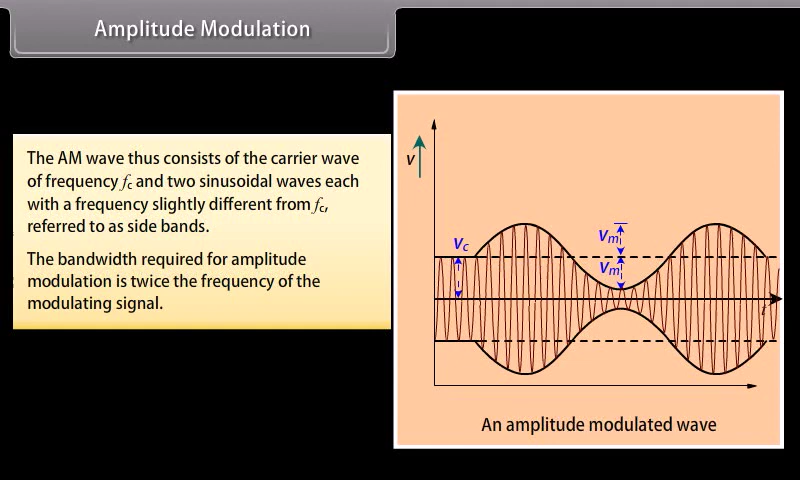 Amplitude Modulation
The AM wave thus consists of the carrier wave
of frequency fc and two sinusoidal waves each
with a frequency slightly different from fc,
referred to as side bands.
The bandwidth required for amplitude
modulation is twice the frequency of the
modulating signal.
v
Vc
Vm
Vm
t
An amplitude modulated wave